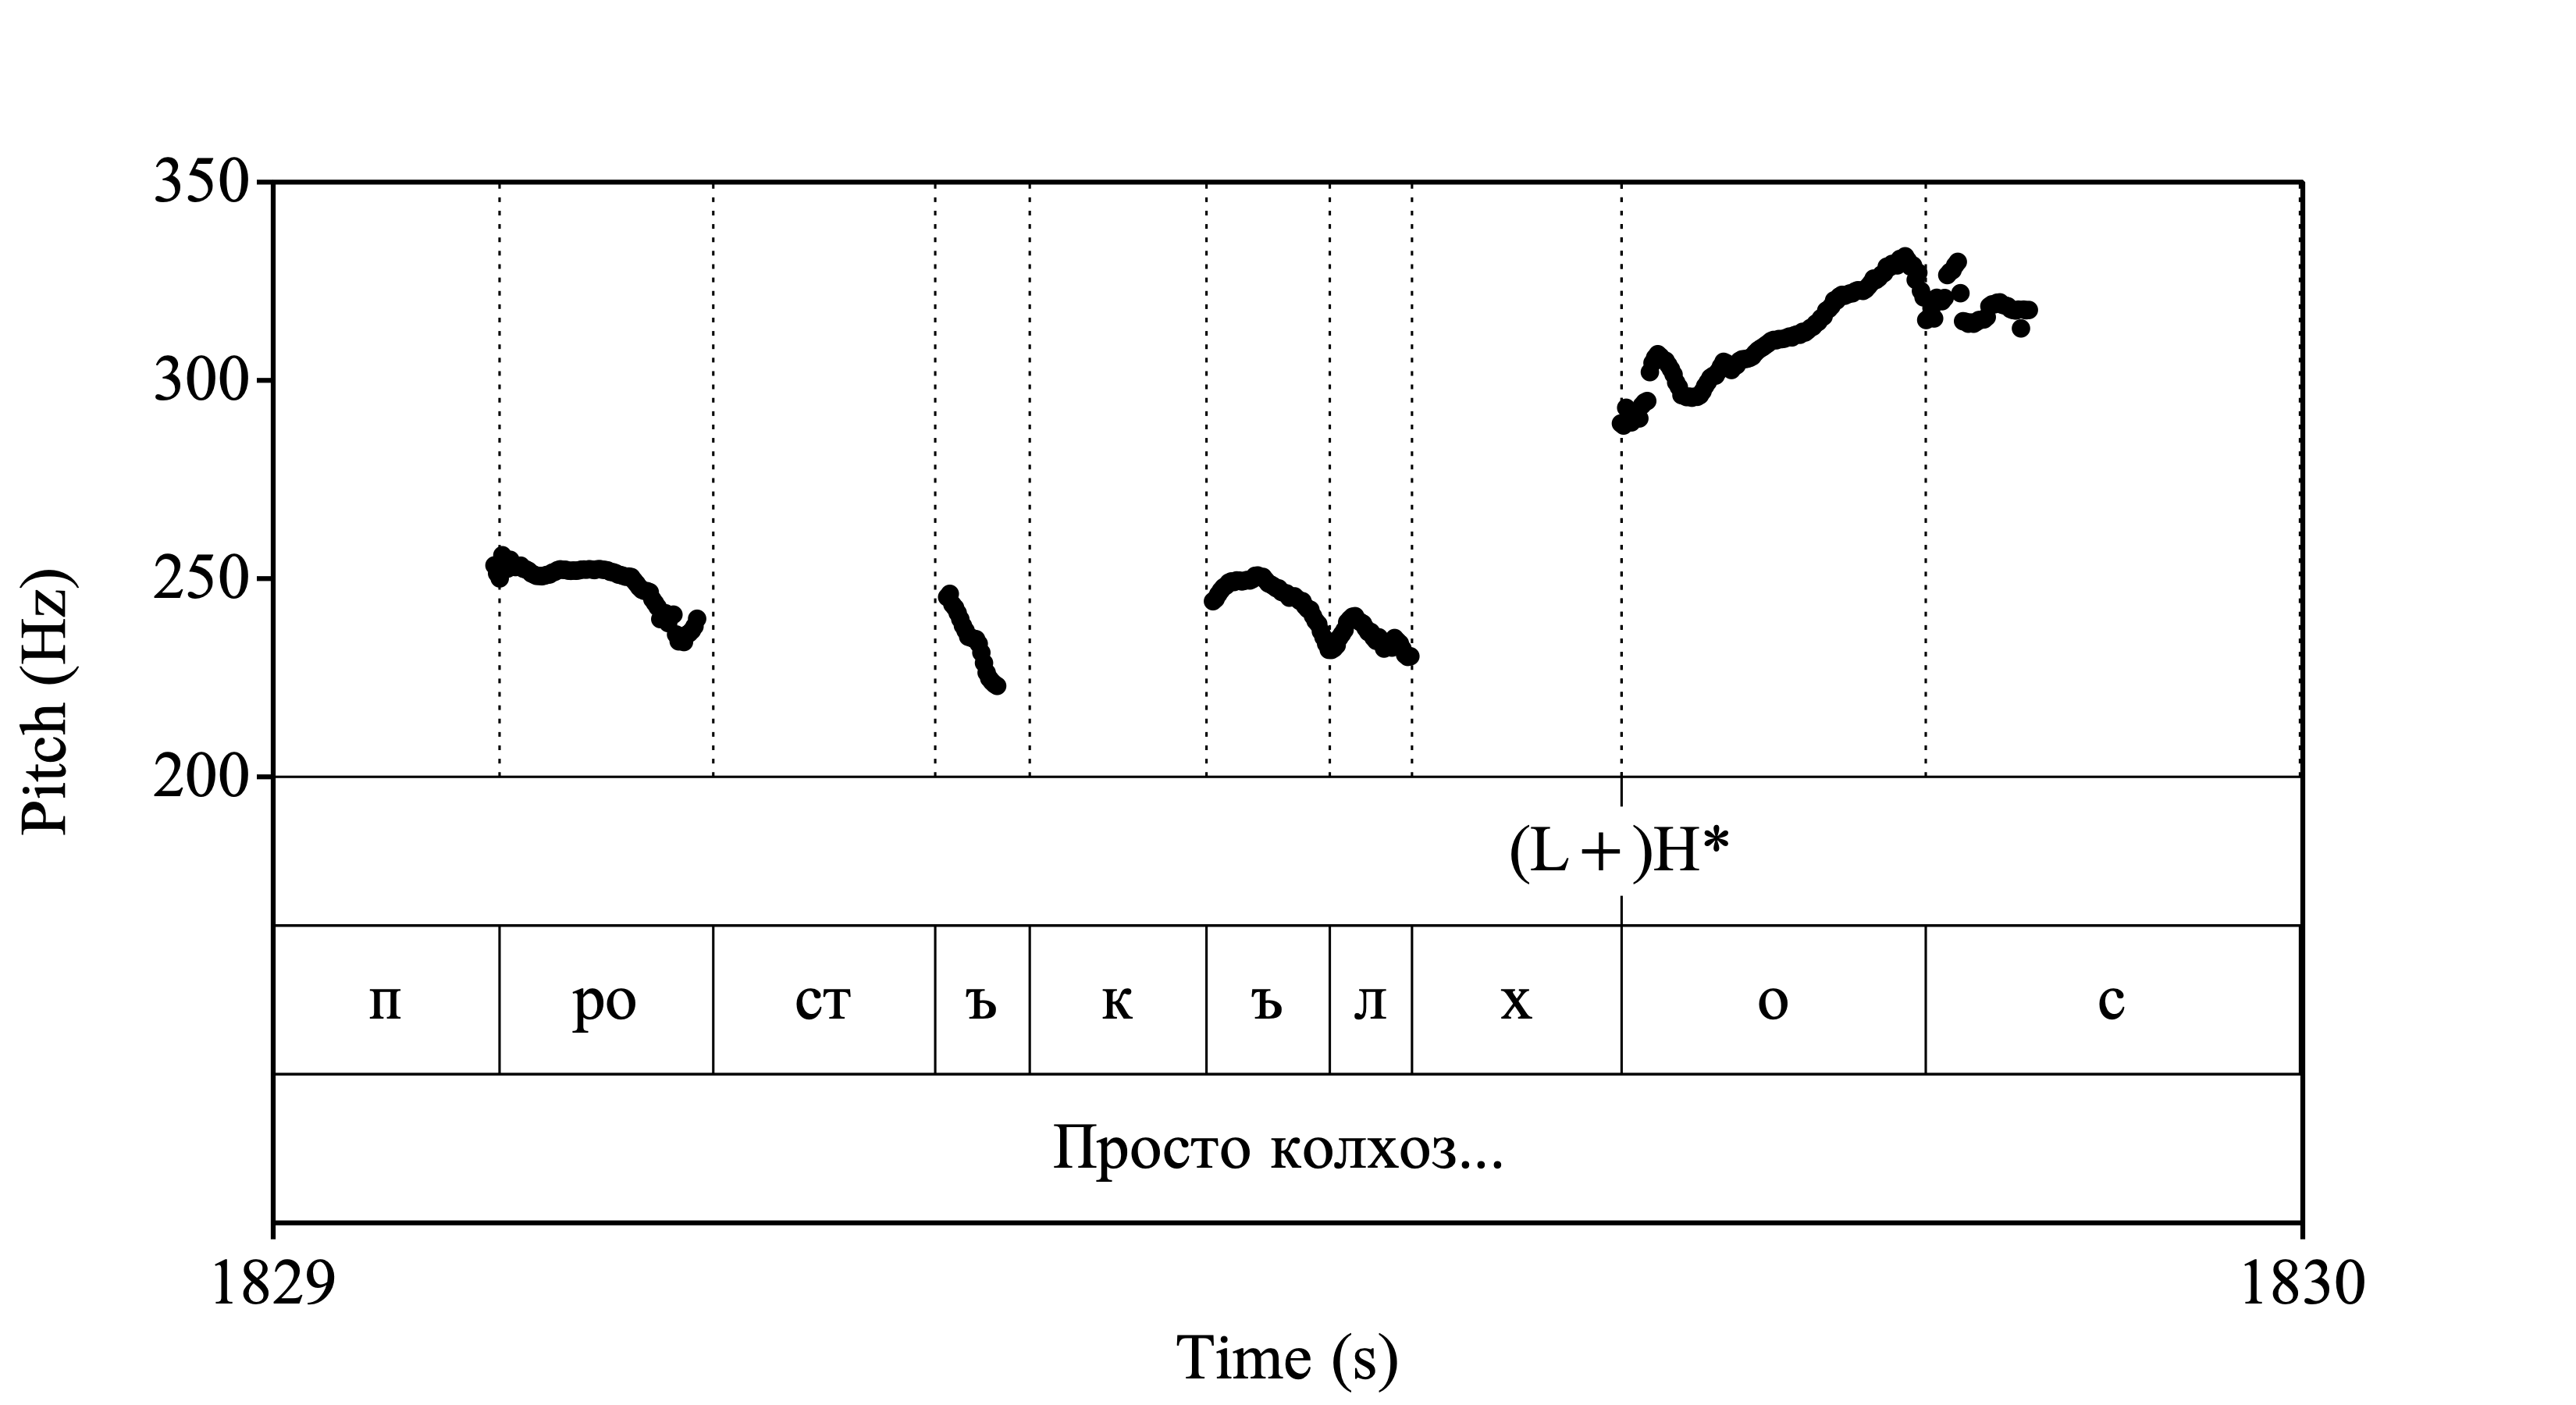 350
300
250
200
Pitch (Hz)
(L+)H*
п ро ст ъ к ъ л х о с
Просто колхоз...
1829 1830
Time (s)